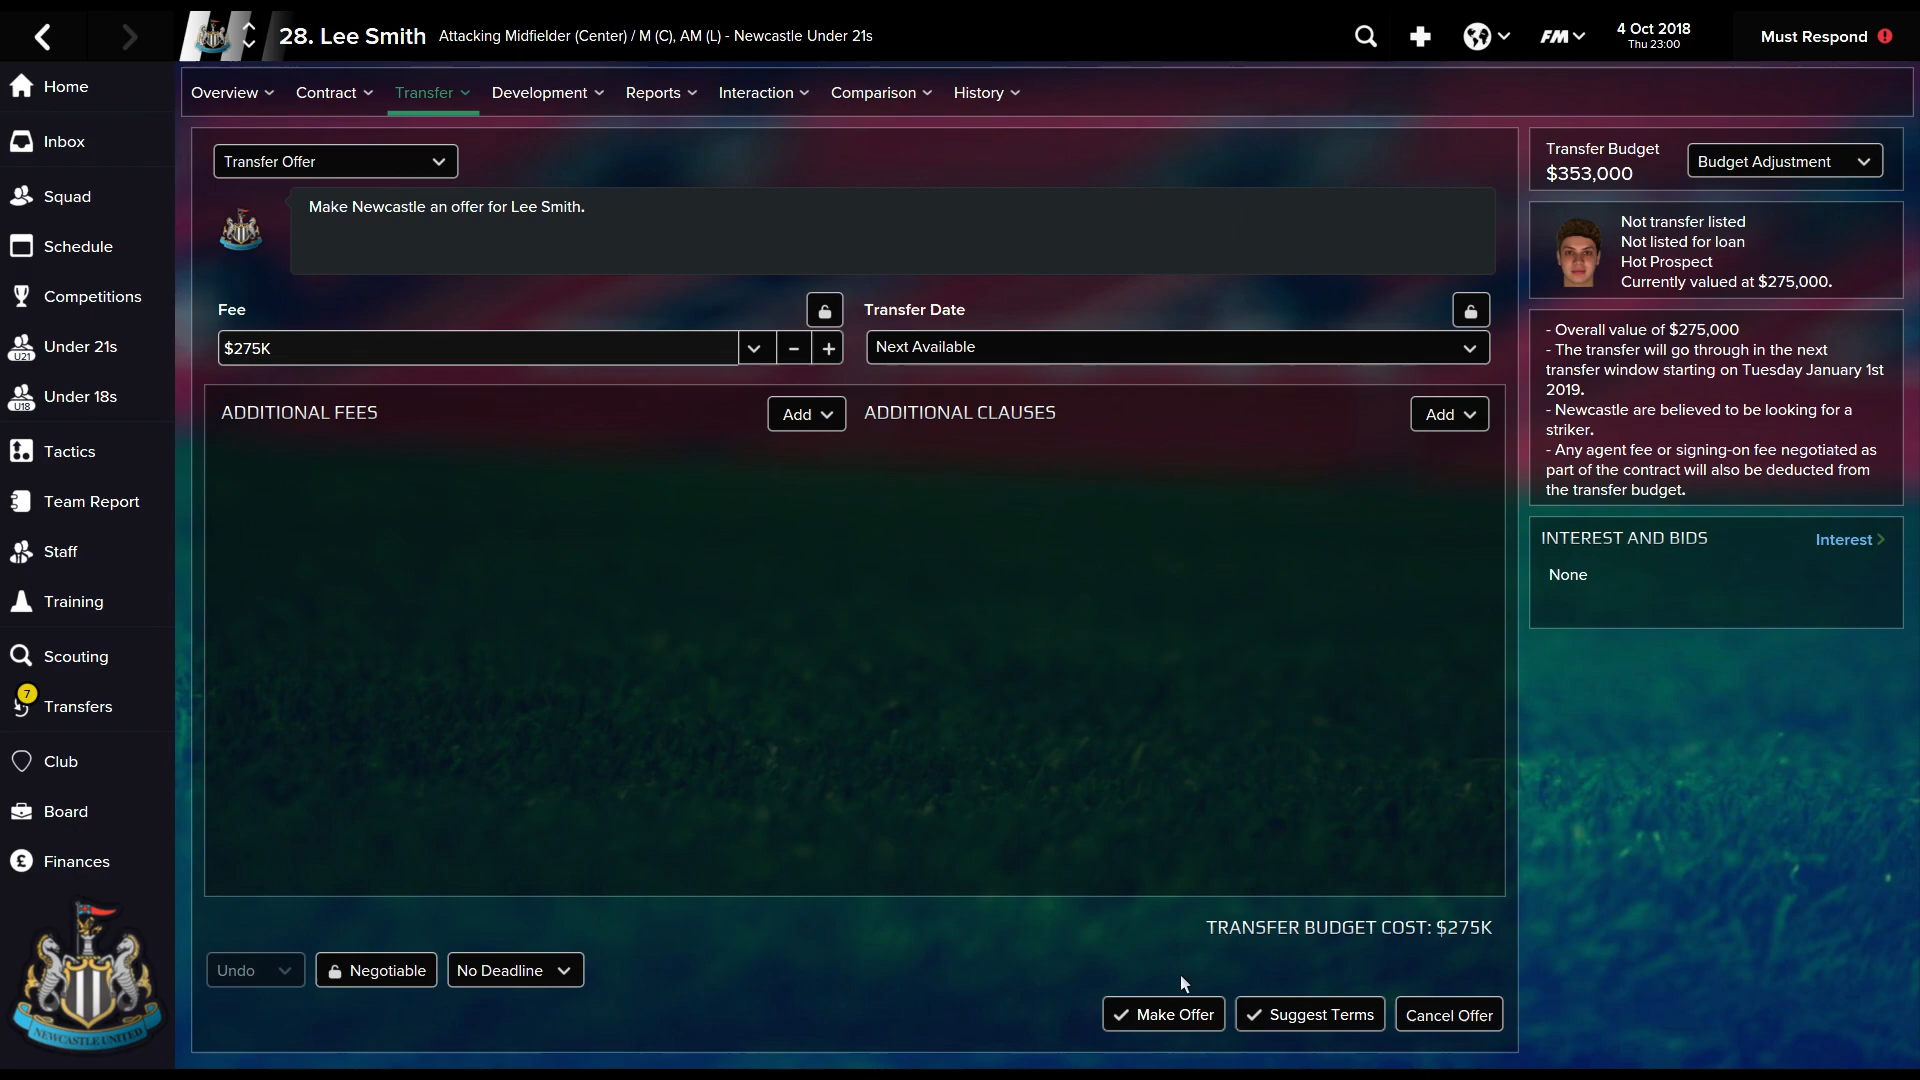 28. Lee Smith
Attacking Midfielder (Center) / M (C), AM (L) - Newcastle Under 21s
FM
4 Oct 2018
Thu 23:00
Must Respond
Home
Inbox
Squad
Schedule
Competitions
U21
Under 21s
U18
Under 18s
Tactics
Team Report
Staff
Training
Scouting
7
Transfers
Club
Board
£
Finances
NEWCASTLE UNITED
Overview
Contract
Transfer
Development
Reports
Interaction
Comparison
History
Transfer Offer
Make Newcastle an offer for Lee Smith.
Fee
$275K
Transfer Date
Next Available
ADDITIONAL FEES
Add
ADDITIONAL CLAUSES
Add
TRANSFER BUDGET COST: $275K
Undo
Negotiable
No Deadline
Make Offer
Suggest Terms
Cancel Offer
Transfer Budget
$353,000
Budget Adjustment
Not transfer listed
Not listed for loan
Hot Prospect
Currently valued at $275,000.
- Overall value of $275,000
- The transfer will go through in the next
transfer window starting on Tuesday January 1st
2019.
- Newcastle are believed to be looking for a
striker.
- Any agent fee or signing-on fee negotiated as
part of the contract will also be deducted from
the transfer budget.
INTEREST AND BIDS
Interest
None